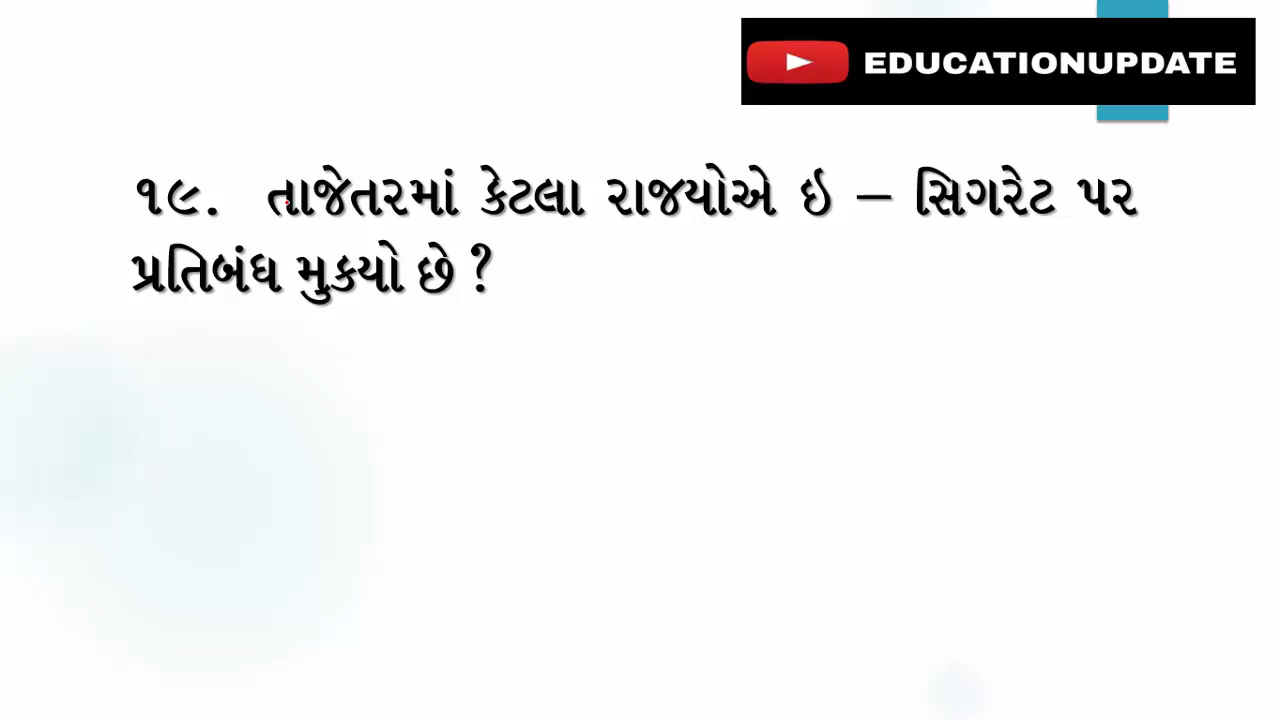 EDUCATIONUPDATE
૧૯. તાજેતરમાં કેટલા રાજયોએ ઇ – સિગરેટ પર
પ્રતિબંધ મુકયો છે ?